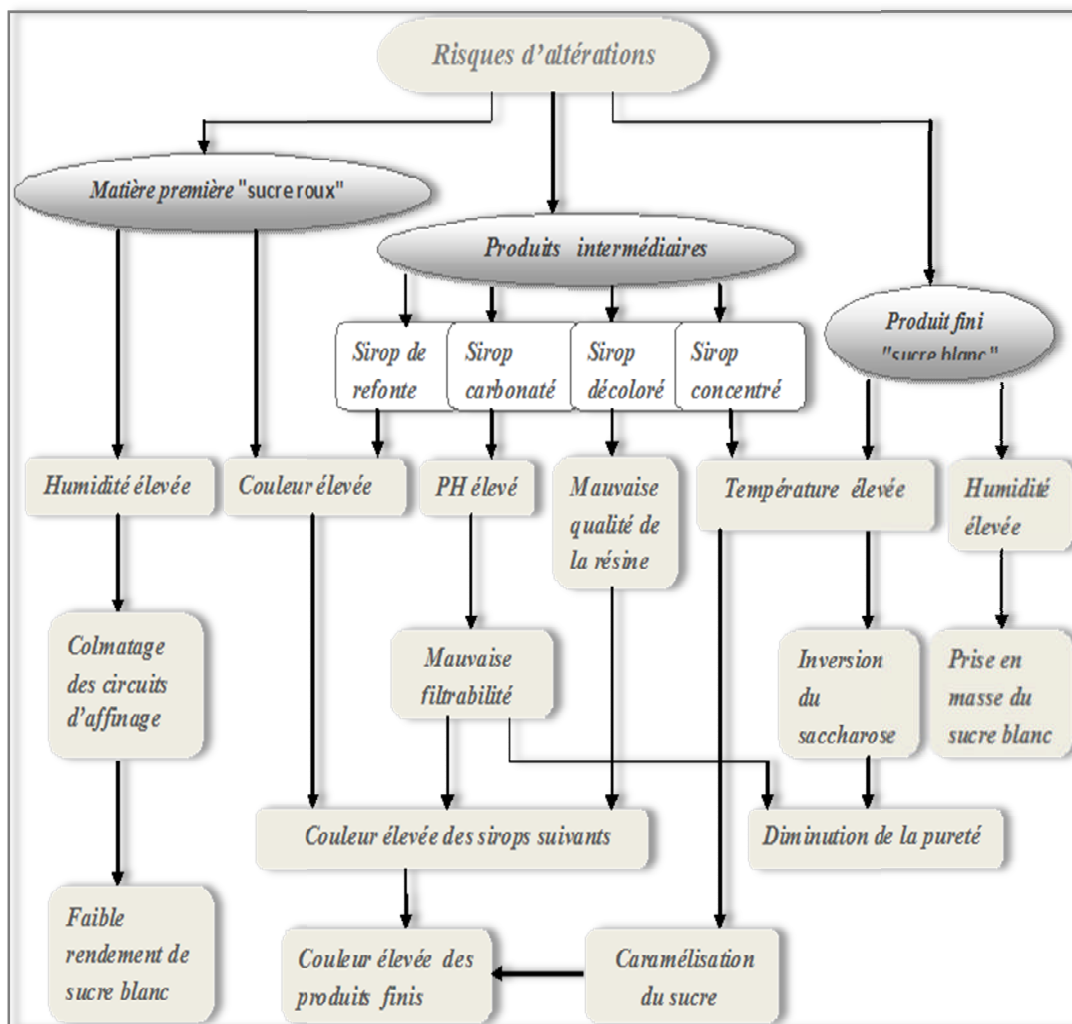 Risques d'altérations
Matière première "sucre roux"
Produits intermédiaires
Produit fini
"sucre blanc"
Sirop de
refonte
Sirop
carbonaté
Sirop
décoloré
Sirop
concentré
Humidité élevée
Couleur élevée
PH élevé
Mauvaise
qualité de
la résine
Température élevée
Humidité
élevée
Colmatage
des circuits
d'affinage
Mauvaise
filtrabilité
Inversion
du
saccharose
Prise en
masse du
sucre blanc
Couleur élevée des sirops suivants
Diminution de la pureté
Faible
rendement de
sucre blanc
Couleur élevée des
produits finis
Caramélisation
du sucre